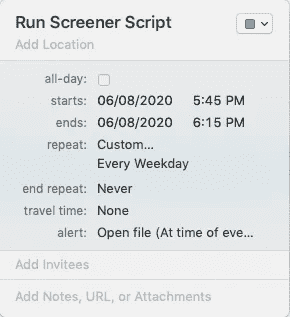 Run Screener Script
Add Location
all-day:
starts: 06/08/2020 5:45 PM
ends: 06/08/2020 6:15 PM
repeat: Custom...
Every Weekday
end repeat: Never
travel time: None
alert: Open file (At time of eve...
Add Invitees
Add Notes, URL, or Attachments